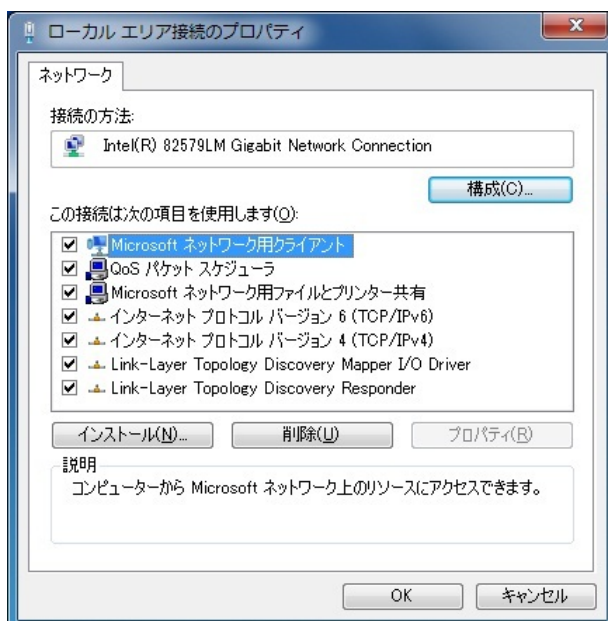 ローカル エリア接続のプロパティ
ネットワーク
接続の方法:
Intel(R) 82579LM Gigabit Network Connection
構成(C)...
この接続は次の項目を使用します(O):
Microsoft ネットワーク用クライアント
QoS パケット スケジューラ
Microsoft ネットワーク用ファイルとプリンター共有
インターネット プロトコル バージョン 6 (TCP/IPv6)
インターネット プロトコル バージョン 4 (TCP/IPv4)
Link-Layer Topology Discovery Mapper I/O Driver
Link-Layer Topology Discovery Responder
インストール(N)... 削除(U) プロパティ(R)
説明
コンピューターから Microsoft ネットワーク上のリソースにアクセスできます。
OK キャンセル